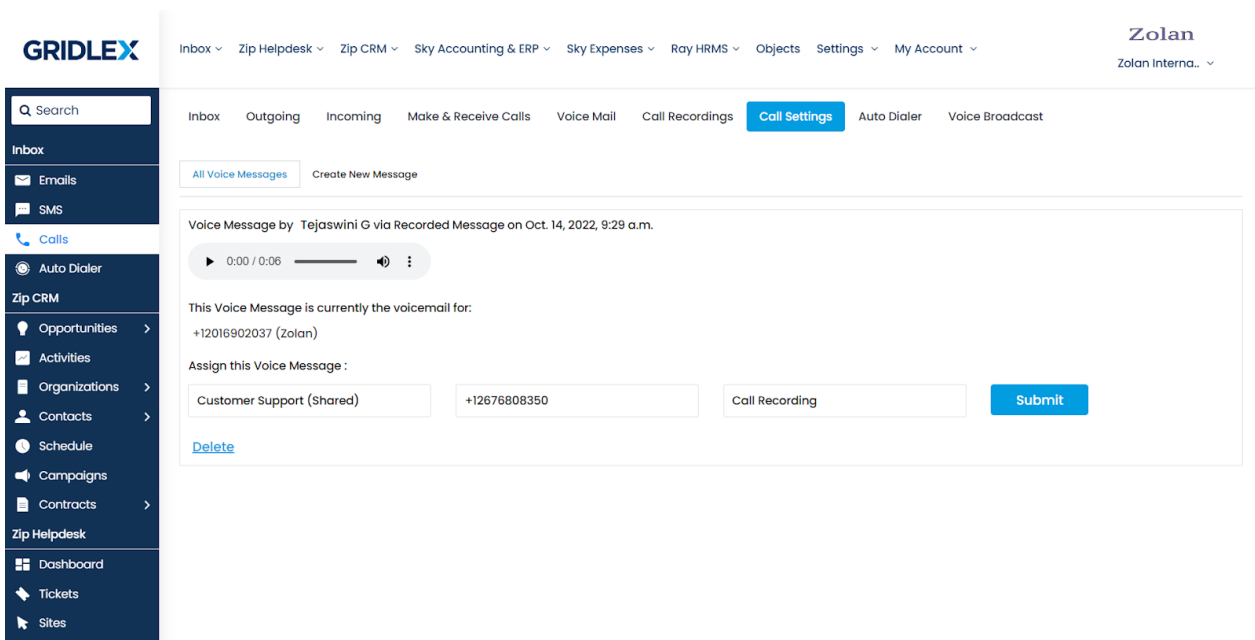 GRIDLEX
Inbox Zip Helpdesk Zip CRM Sky Accounting & ERP Sky Expenses Ray HRMS Objects Settings My Account
Zolan
Zolan Interna..
Search
Inbox
Emails
SMS
Calls
Auto Dialer
Zip CRM
Opportunities
Activities
Organizations
Contacts
Schedule
Campaigns
Contracts
Zip Helpdesk
Dashboard
Tickets
Sites
Inbox Outgoing Incoming Make & Receive Calls Voice Mail Call Recordings Call Settings Auto Dialer Voice Broadcast
All Voice Messages Create New Message
Voice Message by Tejaswini G via Recorded Message on Oct. 14, 2022, 9:29 a.m.
0:00 / 0:06
This Voice Message is currently the voicemail for:
+12016902037 (Zolan)
Assign this Voice Message :
Customer Support (Shared) +12676808350 Call Recording Submit
Delete